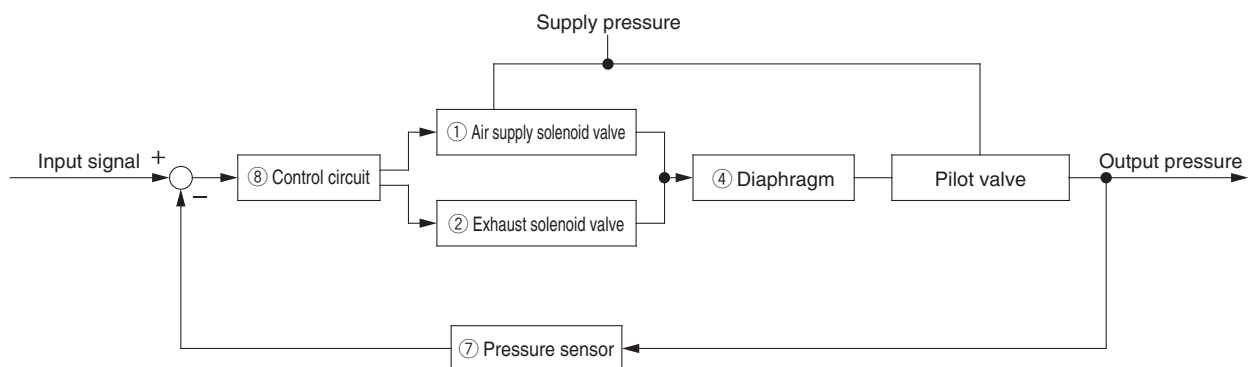 Supply pressure
① Air supply solenoid valve
Input signal
+
−
⑧ Control circuit
④ Diaphragm
Pilot valve
Output pressure
② Exhaust solenoid valve
⑦ Pressure sensor